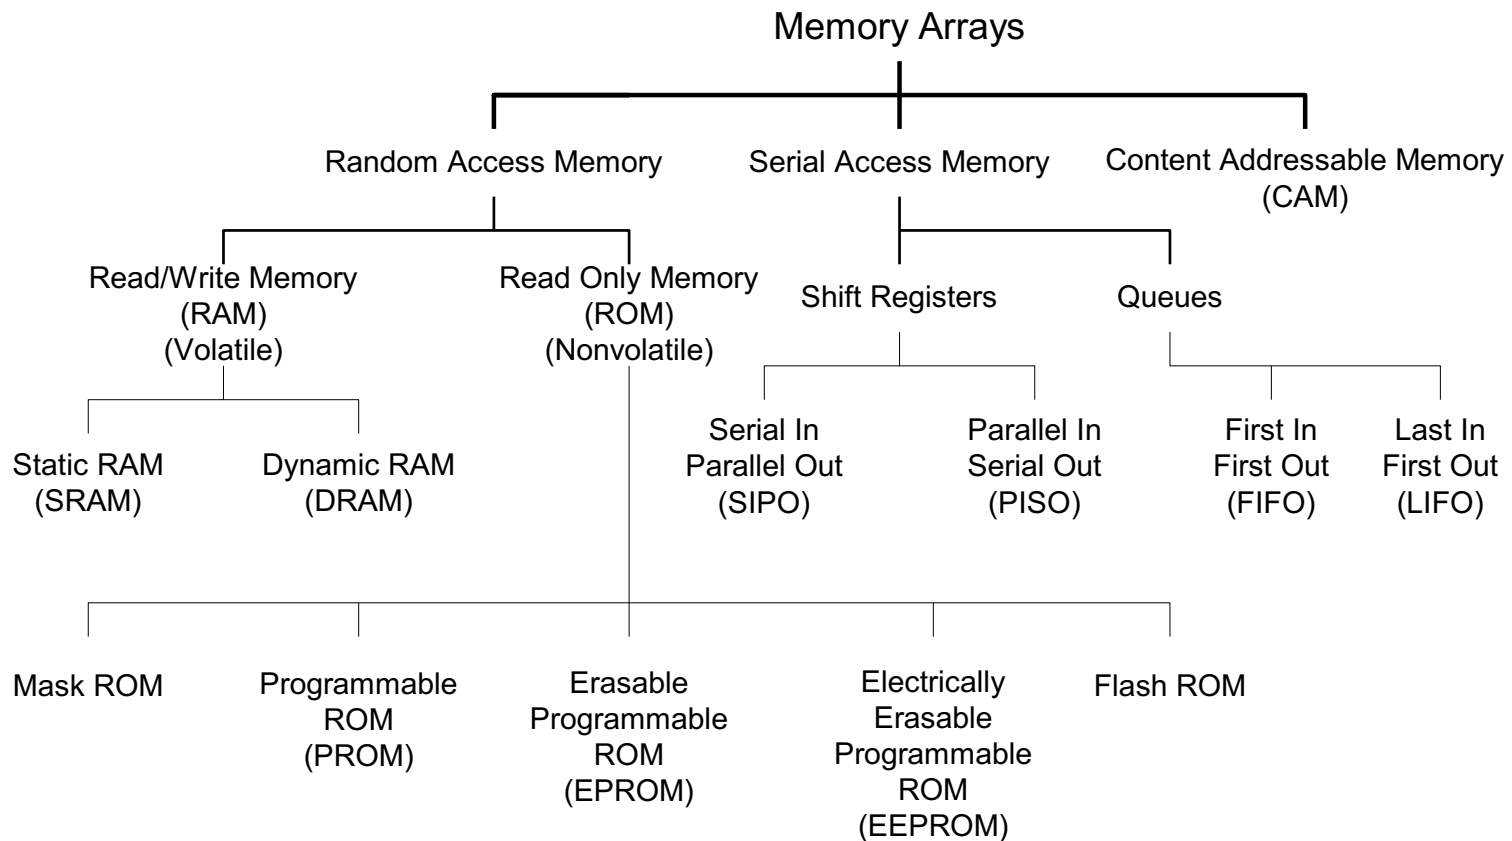 Memory Arrays
Random Access Memory
Serial Access Memory
Content Addressable Memory
(CAM)
Read/Write Memory
(RAM)
(Volatile)
Read Only Memory
(ROM)
(Nonvolatile)
Shift Registers
Queues
Static RAM
(SRAM)
Dynamic RAM
(DRAM)
Serial In
Parallel Out
(SIPO)
Parallel In
Serial Out
(PISO)
First In
First Out
(FIFO)
Last In
First Out
(LIFO)
Mask ROM
Programmable
ROM
(PROM)
Erasable
Programmable
ROM
(EPROM)
Electrically
Erasable
Programmable
ROM
(EEPROM)
Flash ROM